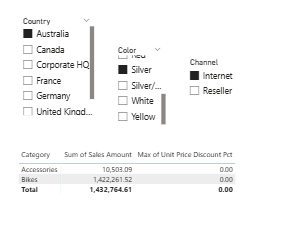 Country
Australia
Canada
Corporate HQ
France
Germany
United Kingd...
Color
Red
Silver
Silver/...
White
Yellow
Channel
Internet
Reseller
Category Sum of Sales Amount Max of Unit Price Discount Pct
Accessories 10,503.09 0.00
Bikes 1,422,261.52 0.00
Total 1,432,764.61 0.00